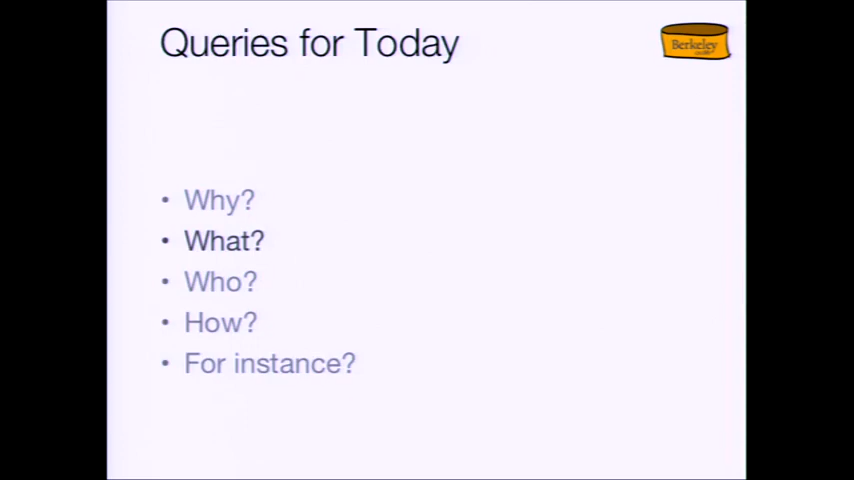 Queries for Today
Berkeley
• Why?
• What?
• Who?
• How?
• For instance?